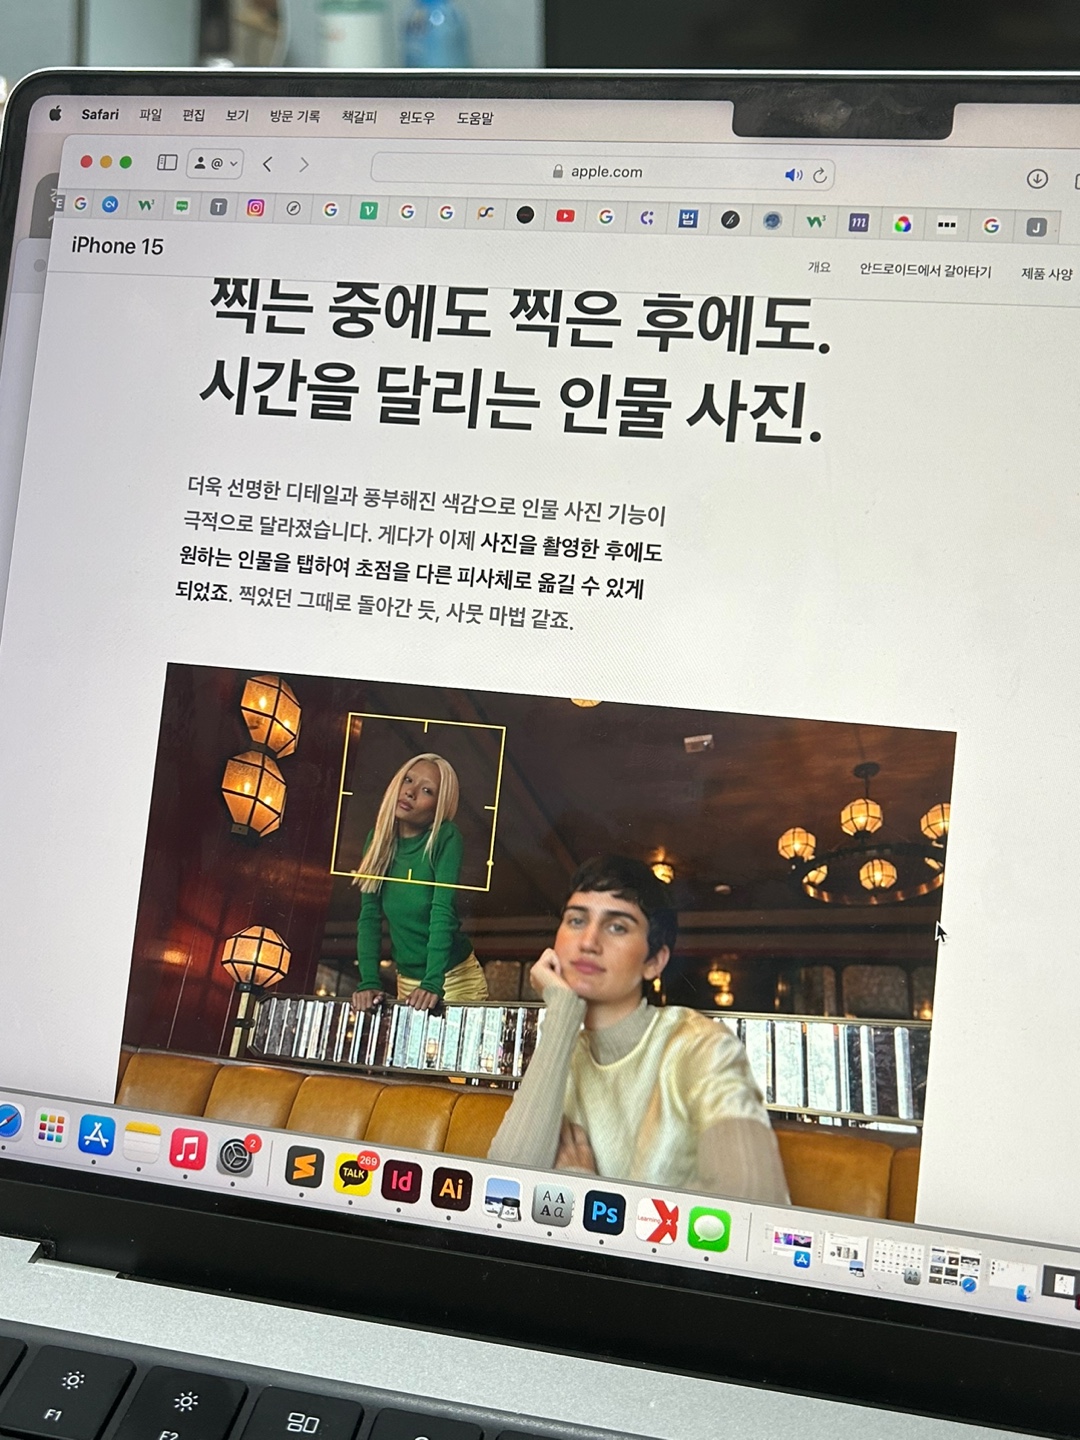 Safari 파일 편집 보기 방문 기록 책갈피 윈도우 도움말
@
apple.com
iPhone 15
개요 안드로이드에서 갈아타기 제품 사양
찍는 중에도 찍은 후에도.
시간을 달리는 인물 사진.
더욱 선명한 디테일과 풍부해진 색감으로 인물 사진 기능이
극적으로 달라졌습니다. 게다가 이제 사진을 촬영한 후에도
원하는 인물을 탭하여 초점을 다른 피사체로 옮길 수 있게
되었죠. 찍었던 그때로 돌아간 듯, 사뭇 마법 같죠.
2
TALK
269
Id
Ai
Ps
X
F1
F2